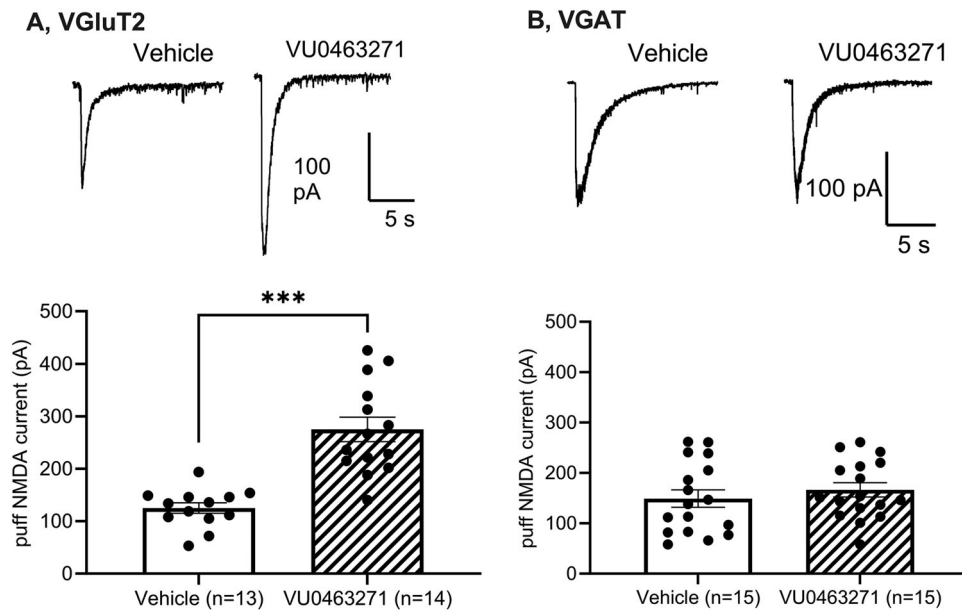 A, VGluT2
Vehicle
VU0463271
100
pA
5 s
puff NMDA current (pA)
500
400
300
200
100
0
***
Vehicle (n=13)
VU0463271 (n=14)
B, VGAT
Vehicle
VU0463271
100 pA
5 s
puff NMDA current (pA)
500
400
300
200
100
0
Vehicle (n=15)
VU0463271 (n=15)